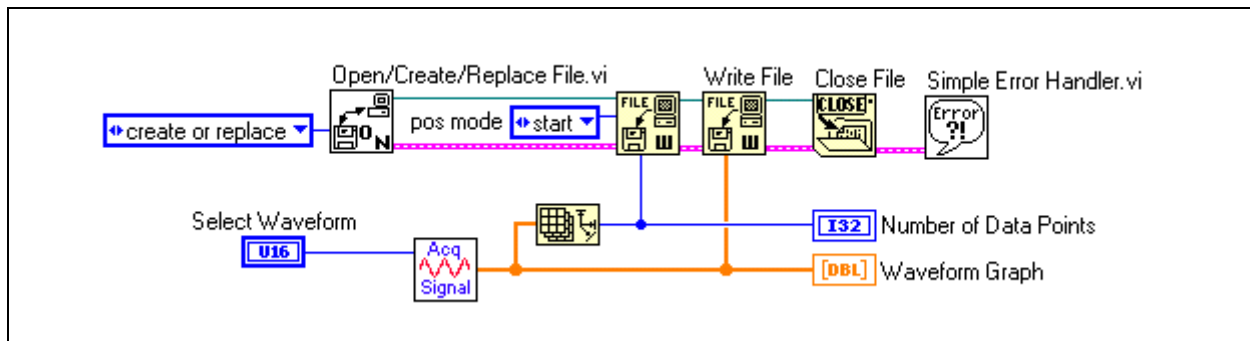 Open/Create/Replace File.vi
Write File
Close File
Simple Error Handler.vi
create or replace
pos mode
start
O
N
FILE
W
FILE
W
CLOSE
Error
?!
Select Waveform
U16
Acq
Signal
I32
Number of Data Points
[DBL]
Waveform Graph